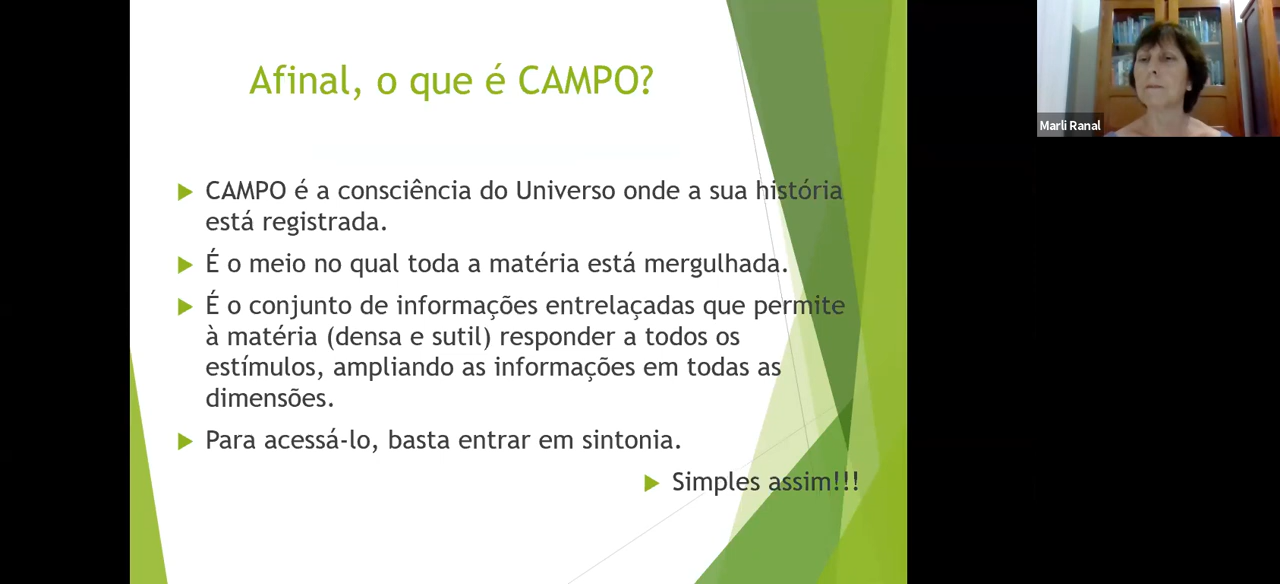 Afinal, o que é CAMPO?
CAMPO é a consciência do Universo onde a sua história
está registrada.
É o meio no qual toda a matéria está mergulhada.
É o conjunto de informações entrelaçadas que permite
à matéria (densa e sutil) responder a todos os
estímulos, ampliando as informações em todas as
dimensões.
Para acessá-lo, basta entrar em sintonia.
Simples assim!!!
Marli Ranal